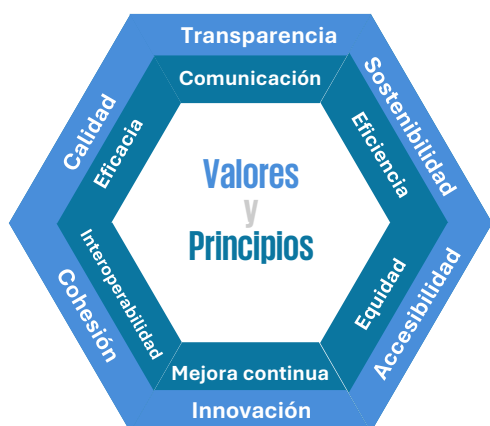 Transparencia
Sostenibilidad
Accesibilidad
Innovación
Cohesión
Calidad
Comunicación
Eficiencia
Equidad
Mejora continua
Interoperabilidad
Eficacia
Valores
y
Principios